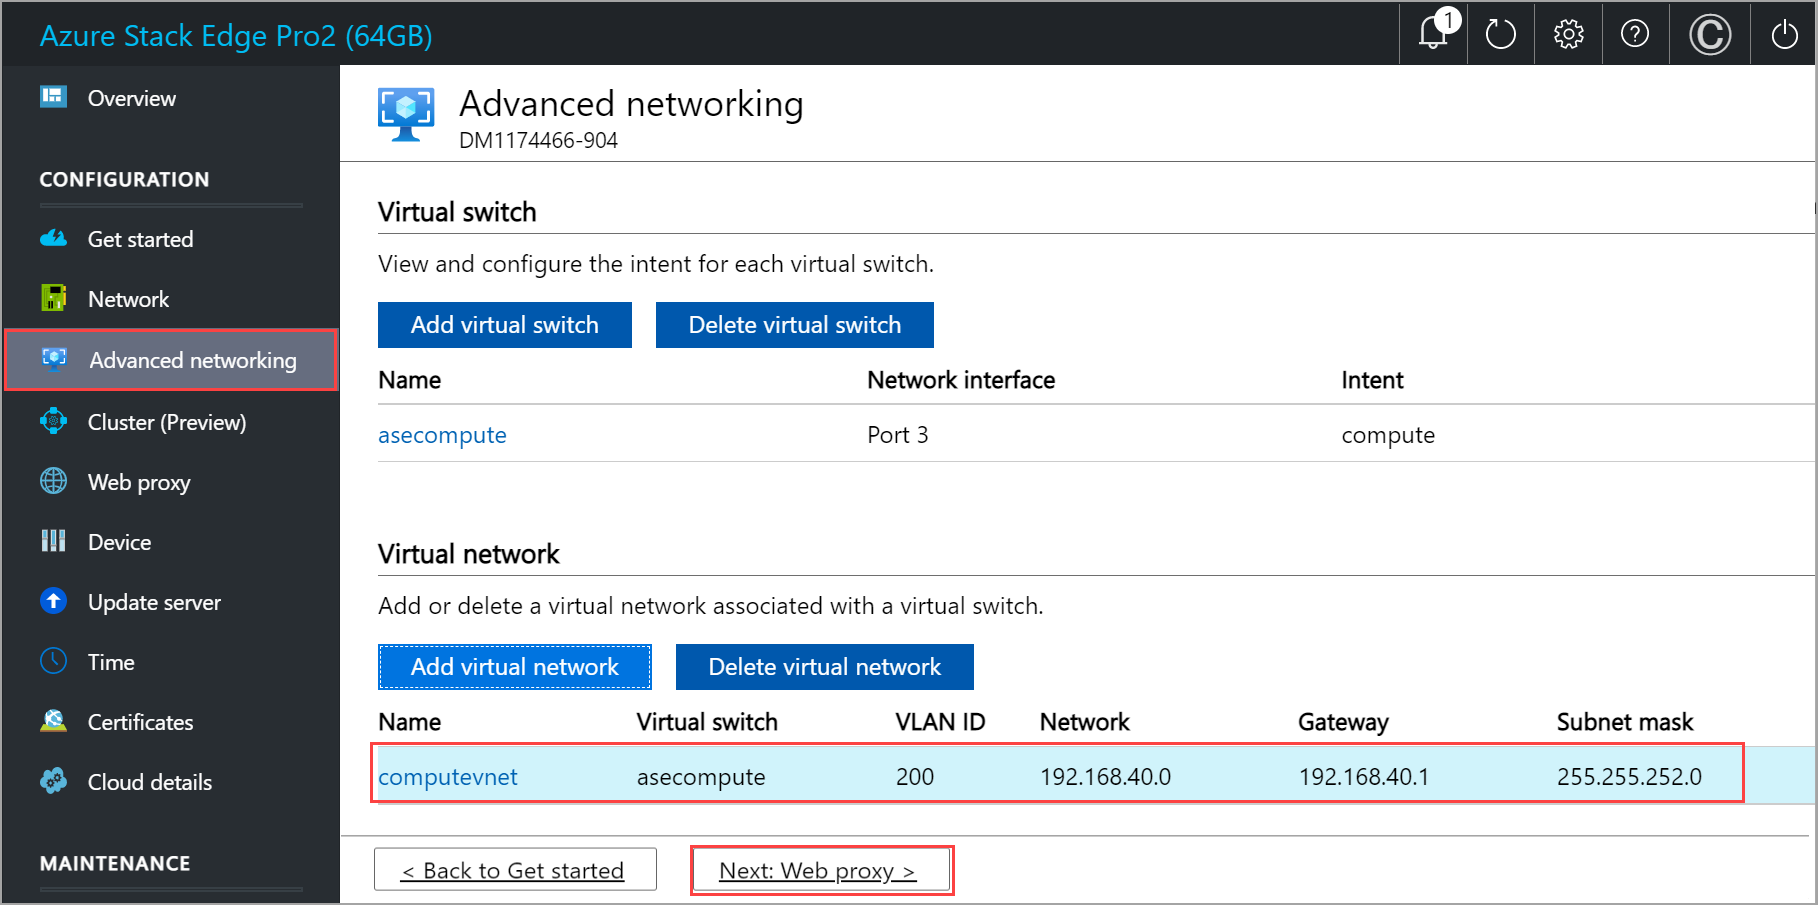 Azure Stack Edge Pro2 (64GB)
1
Overview
CONFIGURATION
Get started
Network
Advanced networking
Cluster (Preview)
Web proxy
Device
Update server
Time
Certificates
Cloud details
MAINTENANCE
Advanced networking
DM1174466-904
Virtual switch
View and configure the intent for each virtual switch.
Add virtual switch Delete virtual switch
Name Network interface Intent
asecompute Port 3 compute
Virtual network
Add or delete a virtual network associated with a virtual switch.
Add virtual network Delete virtual network
Name Virtual switch VLAN ID Network Gateway Subnet mask
computevnet asecompute 200 192.168.40.0 192.168.40.1 255.255.252.0
< Back to Get started Next: Web proxy >